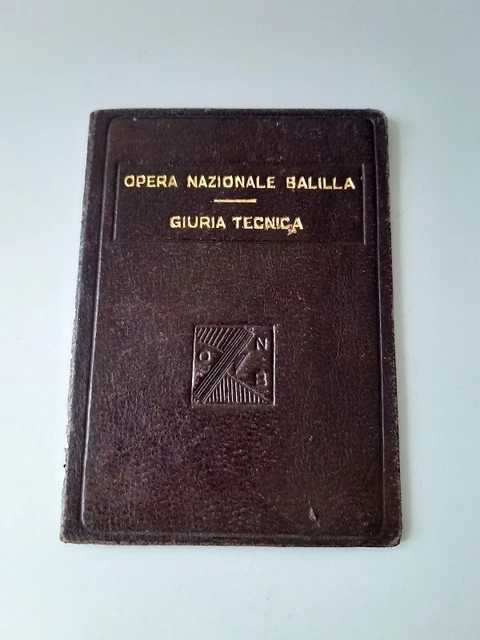 OPERA NAZIONALE BALILLA
GIURIA TECNICA
O N
B